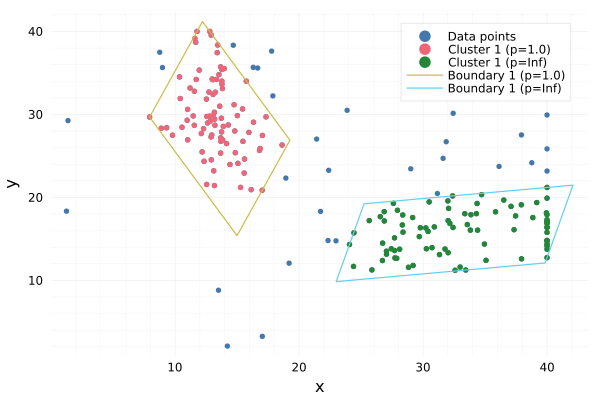 40
30
20
10
y
10
20
30
40
x
Data points
Cluster 1 (p=1.0)
Cluster 1 (p=Inf)
Boundary 1 (p=1.0)
Boundary 1 (p=Inf)